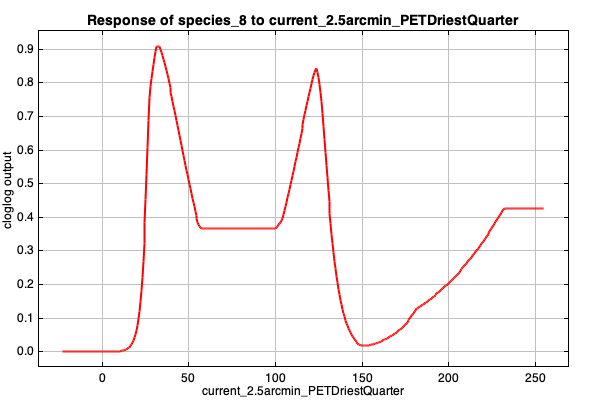 Response of species_8 to current_2.5arcmin_PETDriestQuarter
cloglog output
0.9
0.8
0.7
0.6
0.5
0.4
0.3
0.2
0.1
0.0
0 50 100 150 200 250
current_2.5arcmin_PETDriestQuarter